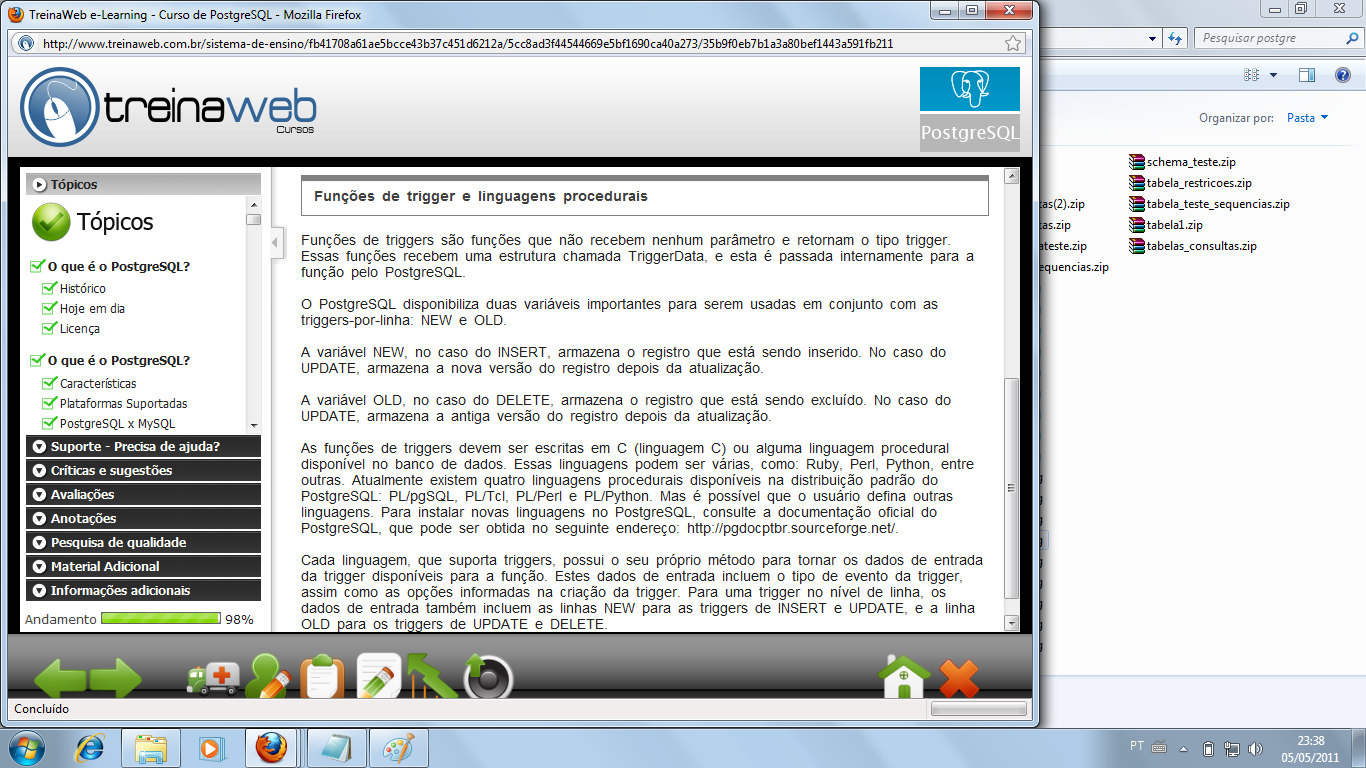 TreinaWeb e-Learning - Curso de PostgreSQL - Mozilla Firefox
http://www.treinaweb.com.br/sistema-de-ensino/fb41708a61ae5bcce43b37c451d6212a/5cc8ad3f44544669e5bf1690ca40a273/35b9f0eb7b1a3a80bef1443a591fb211
treinaweb
Cursos
PostgreSQL
Tópicos
Tópicos
O que é o PostgreSQL?
Histórico
Hoje em dia
Licença
O que é o PostgreSQL?
Características
Plataformas Suportadas
PostgreSQL x MySQL
Suporte - Precisa de ajuda?
Críticas e sugestões
Avaliações
Anotações
Pesquisa de qualidade
Material Adicional
Informações adicionais
Andamento 98%
Funções de trigger e linguagens procedurais
Funções de triggers são funções que não recebem nenhum parâmetro e retornam o tipo trigger.
Essas funções recebem uma estrutura chamada TriggerData, e esta é passada internamente para a
função pelo PostgreSQL.
O PostgreSQL disponibiliza duas variáveis importantes para serem usadas em conjunto com as
triggers-por-linha: NEW e OLD.
A variável NEW, no caso do INSERT, armazena o registro que está sendo inserido. No caso do
UPDATE, armazena a nova versão do registro depois da atualização.
A variável OLD, no caso do DELETE, armazena o registro que está sendo excluído. No caso do
UPDATE, armazena a antiga versão do registro depois da atualização.
As funções de triggers devem ser escritas em C (linguagem C) ou alguma linguagem procedural
disponível no banco de dados. Essas linguagens podem ser várias, como: Ruby, Perl, Python, entre
outras. Atualmente existem quatro linguagens procedurais disponíveis na distribuição padrão do
PostgreSQL: PL/pgSQL, PL/Tcl, PL/Perl e PL/Python. Mas é possível que o usuário defina outras
linguagens. Para instalar novas linguagens no PostgreSQL, consulte a documentação oficial do
PostgreSQL, que pode ser obtida no seguinte endereço: http://pgdocptbr.sourceforge.net/.
Cada linguagem, que suporta triggers, possui o seu próprio método para tornar os dados de entrada
da trigger disponíveis para a função. Estes dados de entrada incluem o tipo de evento da trigger,
assim como as opções informadas na criação da trigger. Para uma trigger no nível de linha, os
dados de entrada também incluem as linhas NEW para as triggers de INSERT e UPDATE, e a linha
OLD para os triggers de UPDATE e DELETE.
Concluído
Pesquisar postgre
Organizar por: Pasta
schema_teste.zip
tabela_restricoes.zip
tas(2).zip
tabela_teste_sequencias.zip
tas.zip
tabela1.zip
ateste.zip
tabelas_consultas.zip
equencias.zip
PT
23:38
05/05/2011